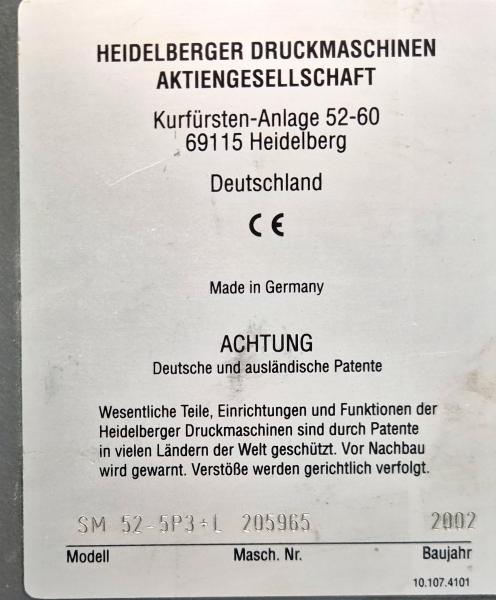 HEIDELBERGER DRUCKMASCHINEN
AKTIENGESELLSCHAFT
Kurfürsten-Anlage 52-60
69115 Heidelberg
Deutschland
CE
Made in Germany
ACHTUNG
Deutsche und ausländische Patente
Wesentliche Teile, Einrichtungen und Funktionen der
Heidelberger Druckmaschinen sind durch Patente
in vielen Ländern der Welt geschützt. Vor Nachbau
wird gewarnt. Verstöße werden gerichtlich verfolgt.
SM 52-5P3+L 205965 2002
Modell Masch. Nr. Baujahr
10.107.4101